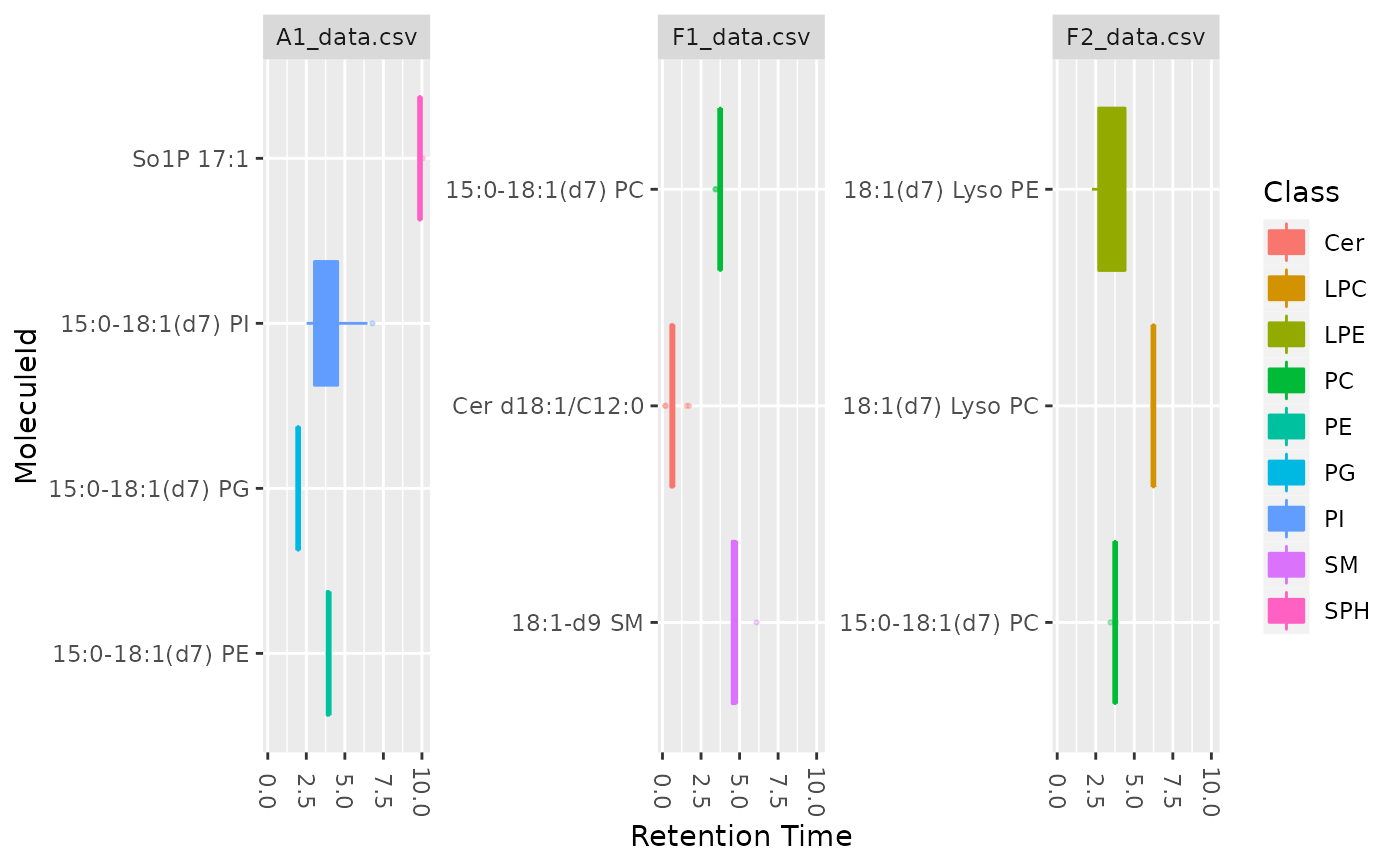 A1_data.csv
F1_data.csv
F2_data.csv
MoleculeId
So1P 17:1
15:0-18:1(d7) PI
15:0-18:1(d7) PG
15:0-18:1(d7) PE
15:0-18:1(d7) PC
Cer d18:1/C12:0
18:1-d9 SM
18:1(d7) Lyso PE
18:1(d7) Lyso PC
15:0-18:1(d7) PC
0.0 2.5 5.0 7.5 10.0
0.0 2.5 5.0 7.5 10.0
0.0 2.5 5.0 7.5 10.0
Retention Time
Class
Cer
LPC
LPE
PC
PE
PG
PI
SM
SPH